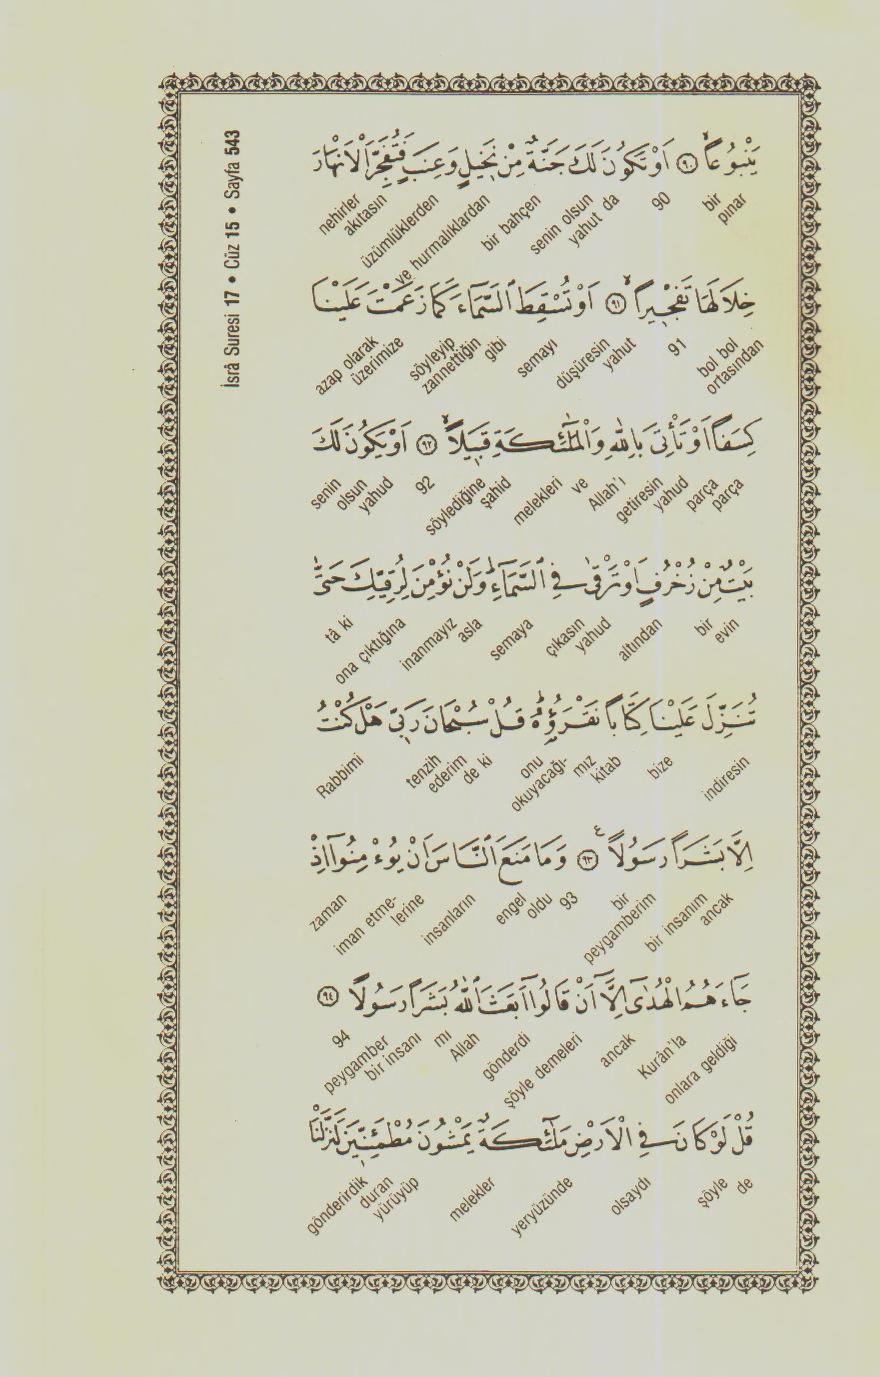 İsrâ Suresi 17 • Cüz 15 • Sayfa 543
يَنْبُوعًاۙ ﴿٩٠﴾ اَوْ تَكُونَ لَكَ جَنَّةٌ مِنْ نَخٖيلٍ وَعِنَبٍ فَتُفَجِّرَ الْاَنْهَارَ
bir pınar 90 yahut da senin olsun bir bahçen ve hurmalıklardan üzümlüklerden akıtasın nehirler
خِلَالَهَا تَفْجٖيرًاۙ ﴿٩١﴾ اَوْ تُسْقِطَ السَّمَٓاءَ كَمَا زَعَمْتَ عَلَيْنَا
ortasından bol bol 91 yahut düşüresin semayı gibi zannettiğin söyleyip üzerimize azap olarak
كِسَفًا اَوْ تَأْتِيَ بِاللّٰهِ وَالْمَلٰٓئِكَةِ قَبٖيلًاۙ ﴿٩٢﴾ اَوْ يَكُونَ لَكَ
parça parça yahud getiresin Allah'ı ve melekleri şahid söylediğine 92 yahud olsun senin
بَيْتٌ مِنْ زُخْرُفٍ اَوْ تَرْقٰى فِي السَّمَٓاءِؕ وَلَنْ نُؤْمِنَ لِرُقِيِّكَ حَتّٰى
evin bir altından yahud çıkasın semaya asla inanmayız ona çıktığına tâ ki
تُنَزِّلَ عَلَيْنَا كِتَابًا نَقْرَؤُ۬هُؕ قُلْ سُبْحَانَ رَبّٖي هَلْ كُنْتُ
indiresin bize kitab okuyacağı- mız onu de ki tenzih ederim Rabbimi
اِلَّا بَشَرًا رَسُولًا ﴿٩٣﴾ وَمَا مَنَعَ النَّاسَ اَنْ يُؤْمِنُٓوا اِذْ
ancak bir insanım bir peygamberim 93 engel oldu insanların iman etme- lerine zaman
جَٓاءَهُمُ الْهُدٰٓى اِلَّٓا اَنْ قَالُٓوا اَبَعَثَ اللّٰهُ بَشَرًا رَسُولًا ﴿٩٤﴾
onlara geldiği Kurân'la ancak şöyle demeleri gönderdi Allah mı bir insanı peygamber 94
قُلْ لَوْ كَانَ فِي الْاَرْضِ مَلٰٓئِكَةٌ يَمْشُونَ مُطْمَئِنّٖينَ لَنَزَّلْنَا
de şöyle olsaydı yeryüzünde melekler yürüyüp duran gönderirdik